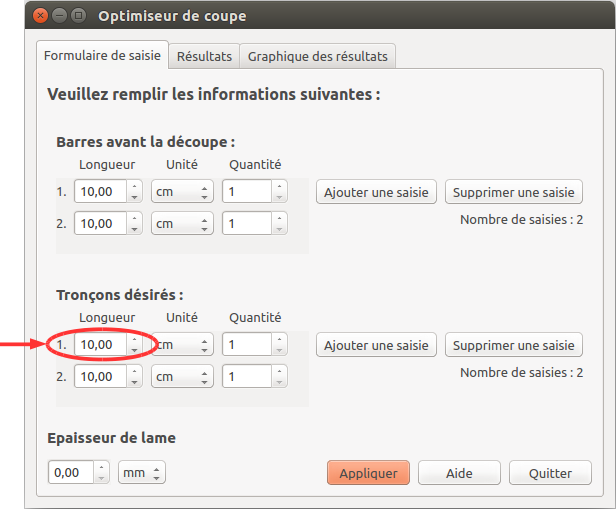 Optimiseur de coupe
Formulaire de saisie Résultats Graphique des résultats
Veuillez remplir les informations suivantes :
Barres avant la découpe :
Longueur Unité Quantité
1. 10,00 cm 1 Ajouter une saisie Supprimer une saisie
2. 10,00 cm 1 Nombre de saisies : 2
Tronçons désirés :
Longueur Unité Quantité
1. 10,00 cm 1 Ajouter une saisie Supprimer une saisie
2. 10,00 cm 1 Nombre de saisies : 2
Epaisseur de lame
0,00 mm Appliquer Aide Quitter